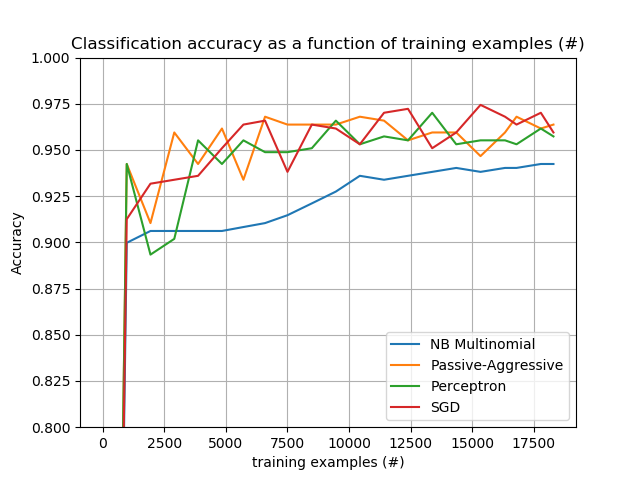 Classification accuracy as a function of training examples (#)
1.000
0.975
0.950
0.925
0.900
0.875
0.850
0.825
0.800
Accuracy
NB Multinomial
Passive-Aggressive
Perceptron
SGD
0 2500 5000 7500 10000 12500 15000 17500
training examples (#)